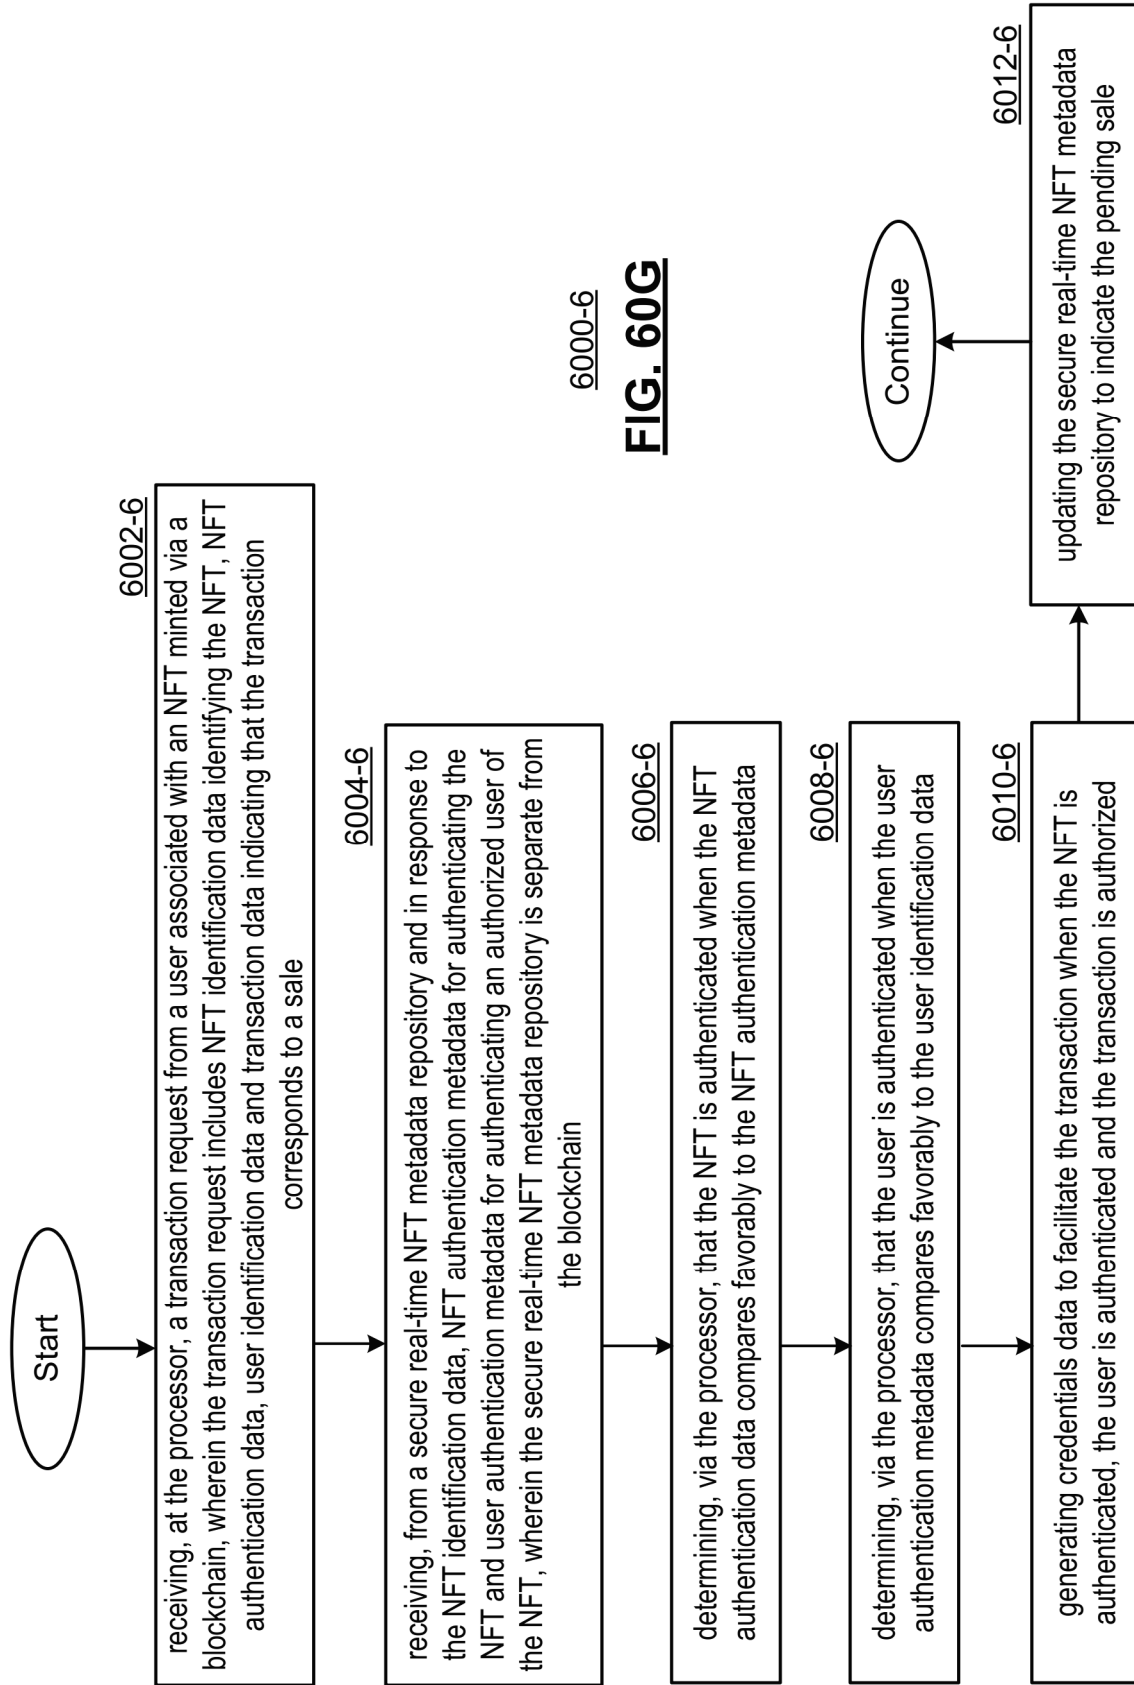 Start
6002-6
receiving, at the processor, a transaction request from a user associated with an NFT minted via a
blockchain, wherein the transaction request includes NFT identification data identifying the NFT, NFT
authentication data, user identification data and transaction data indicating that the transaction
corresponds to a sale
6004-6
receiving, from a secure real-time NFT metadata repository and in response to
the NFT identification data, NFT authentication metadata for authenticating the
NFT and user authentication metadata for authenticating an authorized user of
the NFT, wherein the secure real-time NFT metadata repository is separate from
the blockchain
6006-6
determining, via the processor, that the NFT is authenticated when the NFT
authentication data compares favorably to the NFT authentication metadata
6008-6
determining, via the processor, that the user is authenticated when the user
authentication metadata compares favorably to the user identification data
6010-6
generating credentials data to facilitate the transaction when the NFT is
authenticated, the user is authenticated and the transaction is authorized
6012-6
updating the secure real-time NFT metadata
repository to indicate the pending sale
Continue
6000-6
FIG. 60G